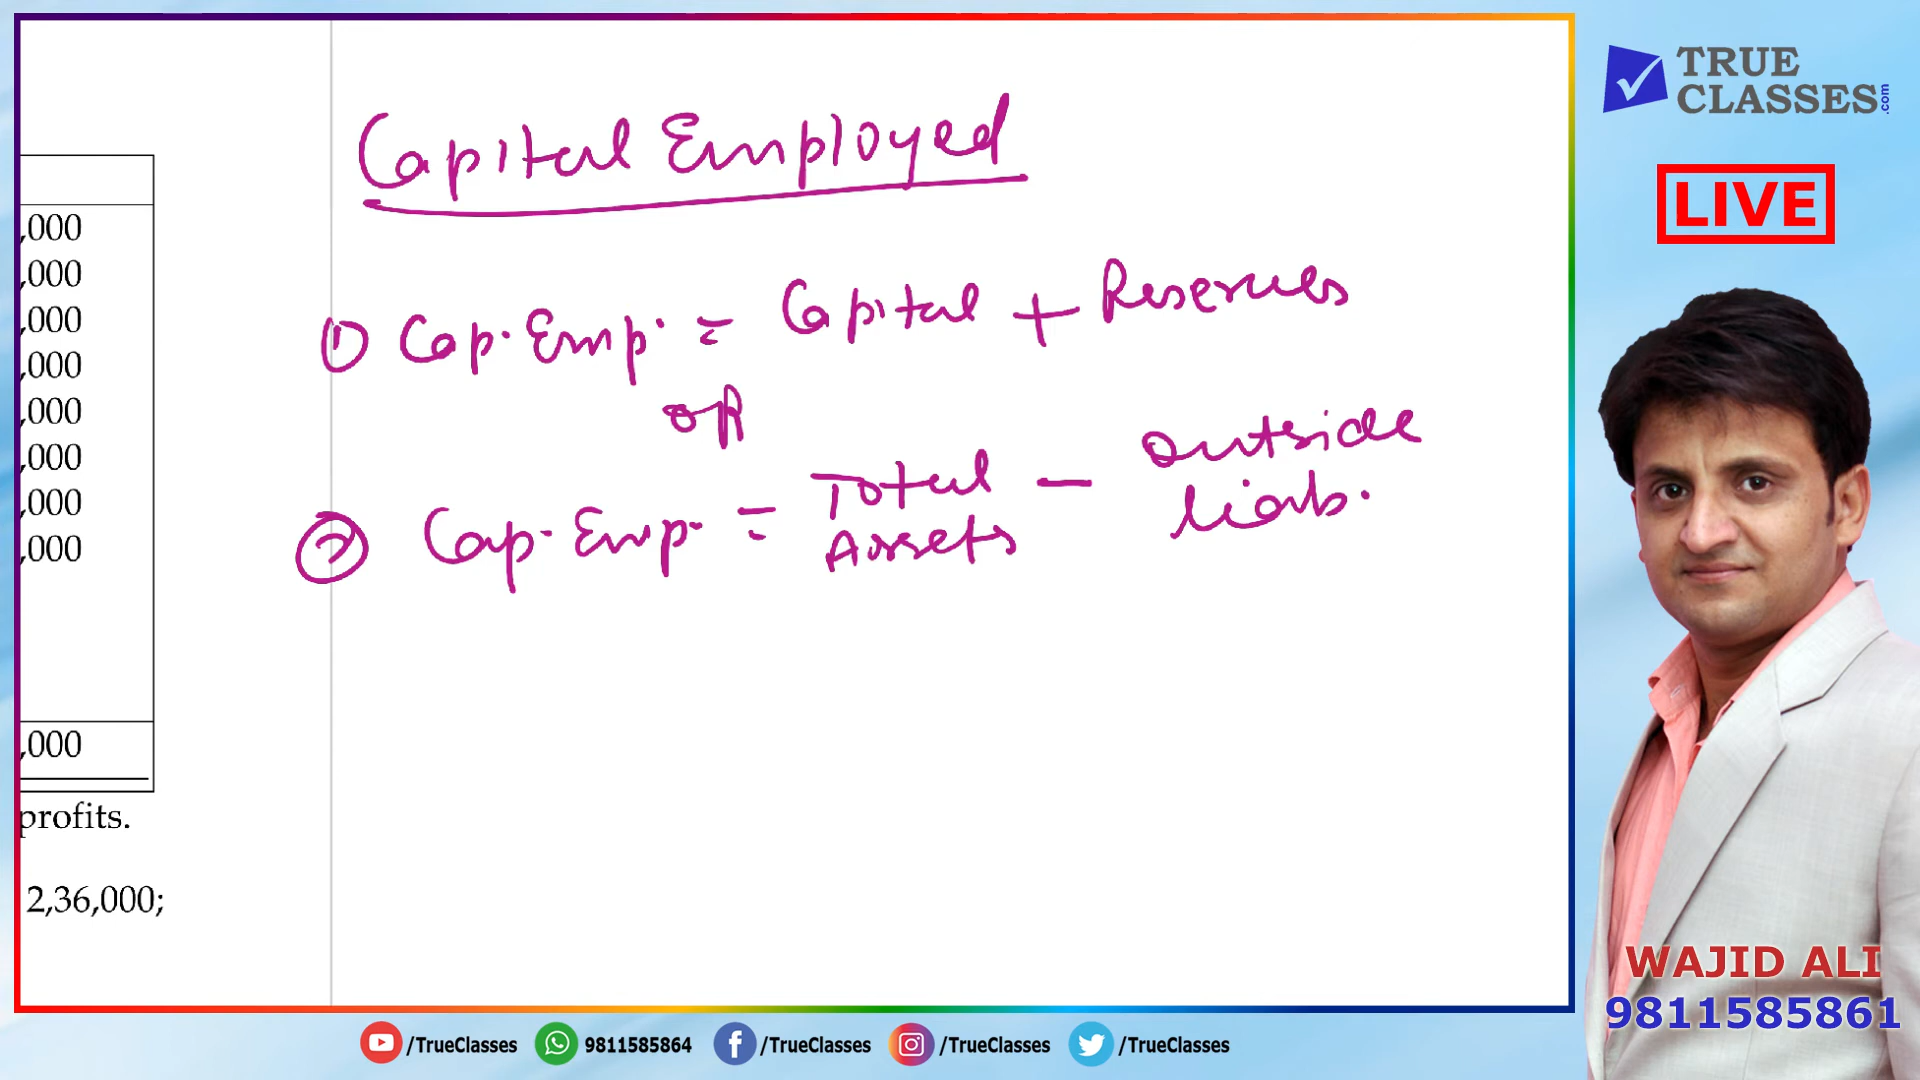 ,000
,000
,000
,000
,000
,000
,000
,000
,000
profits.
2,36,000;
Capital Employed
① Cap. Emp. = Capital + Reserves
OR
② Cap. Emp. = Total Assets – Outside liab.
TRUE
CLASSES.com
LIVE
WAJID ALI
9811585861
/TrueClasses
9811585864
/TrueClasses
/TrueClasses
/TrueClasses